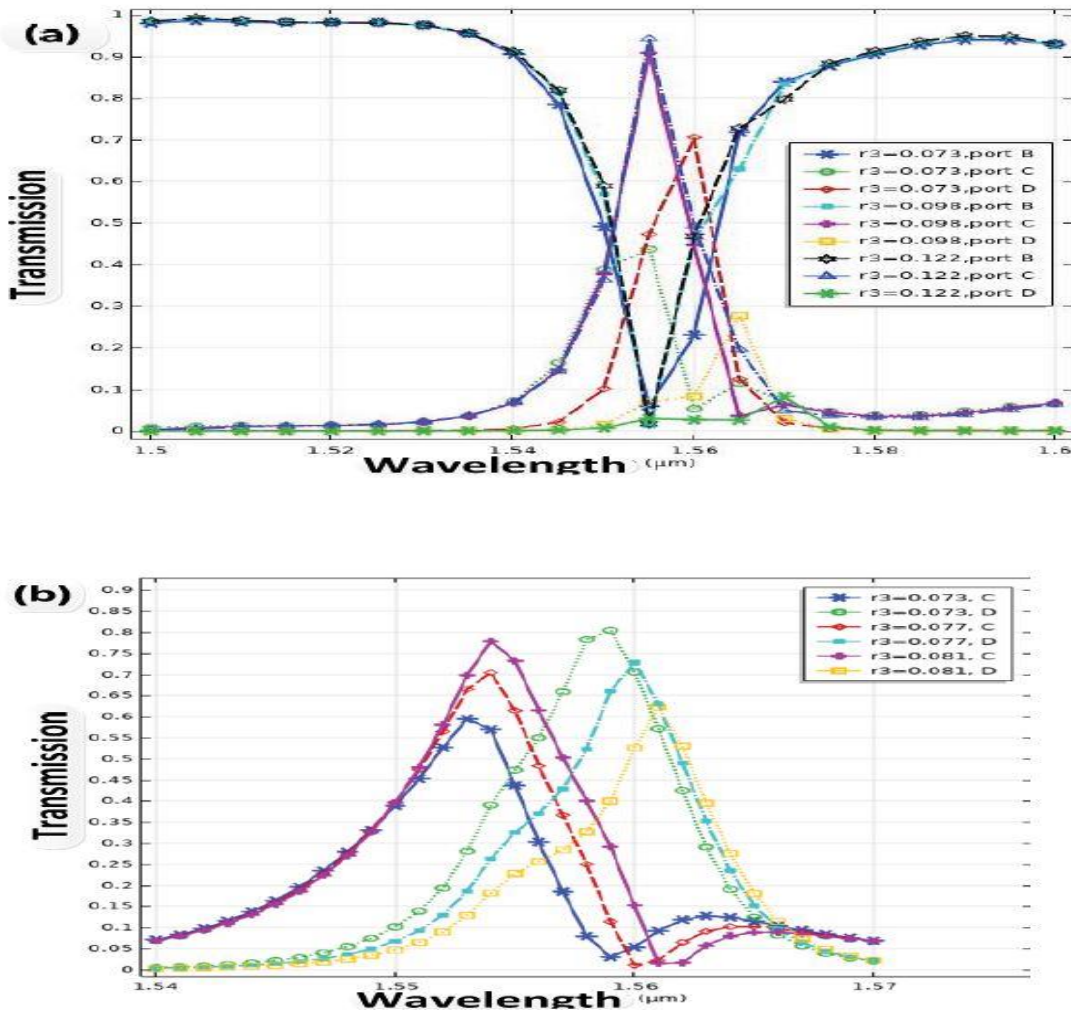 (a)
1
0.9
0.8
0.7
0.6
0.5
0.4
0.3
0.2
0.1
0
Transmission
r3=0.073,port B
r3=0.073,port C
r3=0.073,port D
r3=0.098,port B
r3=0.098,port C
r3=0.098,port D
r3=0.122,port B
r3=0.122,port C
r3=0.122,port D
1.5 1.52 1.54 1.56 1.58 1.6
Wavelength (μm)
(b)
0.9
0.85
0.8
0.75
0.7
0.65
0.6
0.55
0.5
0.45
0.4
0.35
0.3
0.25
0.2
0.15
0.1
0.05
0
Transmission
r3=0.073, C
r3=0.073, D
r3=0.077, C
r3=0.077, D
r3=0.081, C
r3=0.081, D
1.54 1.55 1.56 1.57
Wavelength (μm)